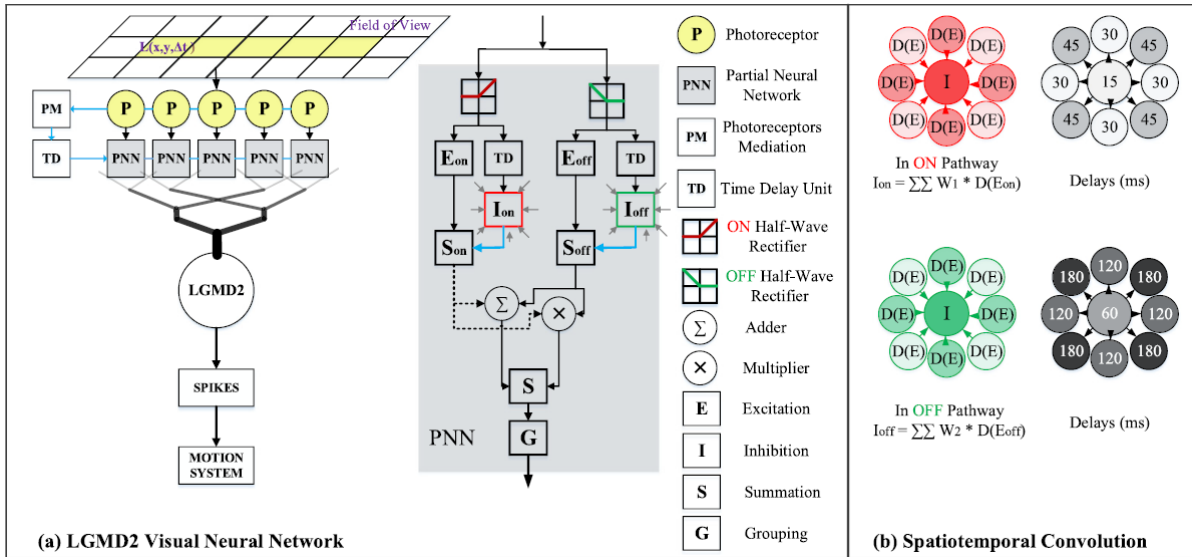 Field of View
L(x,y,Δt)
P P P P P
PM
TD
PNN PNN PNN PNN PNN
LGMD2
SPIKES
MOTION
SYSTEM
(a) LGMD2 Visual Neural Network
Eon TD Eoff TD
Ion Ioff
Son Soff
Σ ×
S
G
PNN
P Photoreceptor
PNN Partial Neural
Network
PM Photoreceptors
Mediation
TD Time Delay Unit
ON Half-Wave
Rectifier
OFF Half-Wave
Rectifier
Σ Adder
× Multiplier
E Excitation
I Inhibition
S Summation
G Grouping
D(E) D(E) D(E)
D(E) I D(E)
D(E) D(E) D(E)
In ON Pathway
Ion = ∑∑ W1 * D(Eon)
45 30 45
30 15 30
45 30 45
Delays (ms)
D(E) D(E) D(E)
D(E) I D(E)
D(E) D(E) D(E)
In OFF Pathway
Ioff = ∑∑ W2 * D(Eoff)
180 120 180
120 60 120
180 120 180
Delays (ms)
(b) Spatiotemporal Convolution